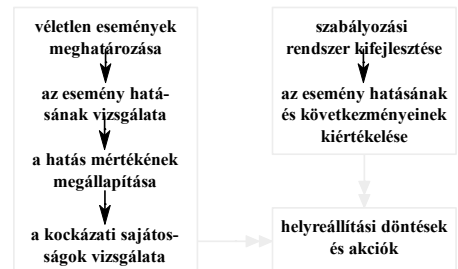 véletlen események
meghatározása
az esemény hatá-
sának vizsgálata
a hatás mértékének
megállapítása
a kockázati sajátos-
ságok vizsgálata
szabályozási
rendszer kifejlesztése
az esemény hatásának
és következményeinek
kiértékelése
helyreállítási döntések
és akciók